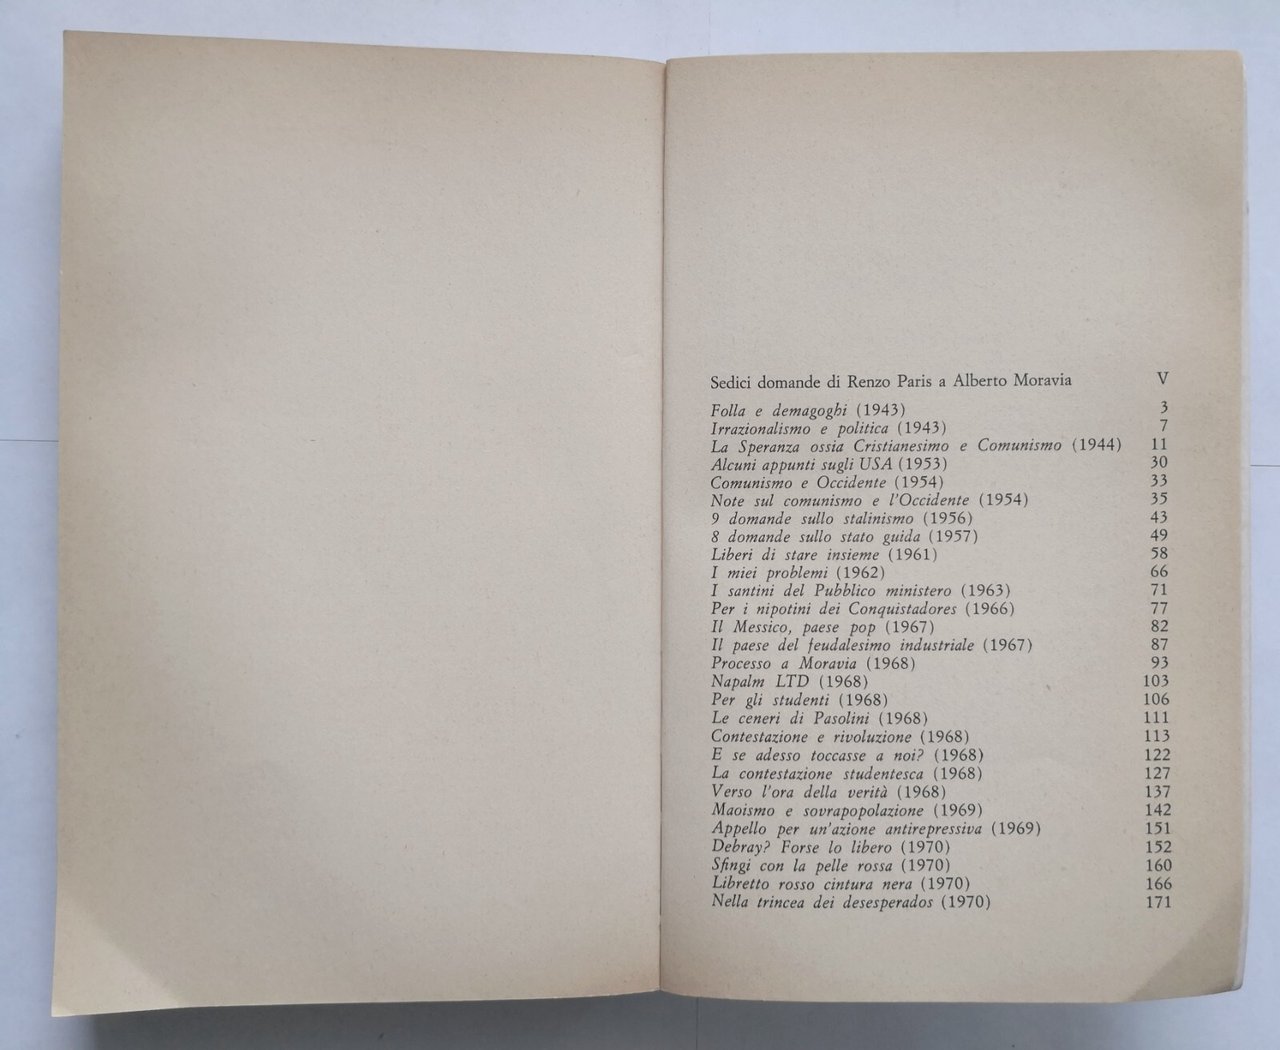 Sedici domande di Renzo Paris a Alberto Moravia V
Folla e demagoghi (1943) 3
Irrazionalismo e politica (1943) 7
La Speranza ossia Cristianesimo e Comunismo (1944) 11
Alcuni appunti sugli USA (1953) 30
Comunismo e Occidente (1954) 33
Note sul comunismo e l'Occidente (1954) 35
9 domande sullo stalinismo (1956) 43
8 domande sullo stato guida (1957) 49
Liberi di stare insieme (1961) 58
I miei problemi (1962) 66
I santini del Pubblico ministero (1963) 71
Per i nipotini dei Conquistadores (1966) 77
Il Messico, paese pop (1967) 82
Il paese del feudalesimo industriale (1967) 87
Processo a Moravia (1968) 93
Napalm LTD (1968) 103
Per gli studenti (1968) 106
Le ceneri di Pasolini (1968) 111
Contestazione e rivoluzione (1968) 113
E se adesso toccasse a noi? (1968) 122
La contestazione studentesca (1968) 127
Verso l'ora della verità (1968) 137
Maoismo e sovrapopolazione (1969) 142
Appello per un'azione antirepressiva (1969) 151
Debray? Forse lo libero (1970) 152
Sfingi con la pelle rossa (1970) 160
Libretto rosso cintura nera (1970) 166
Nella trincea dei desesperados (1970) 171